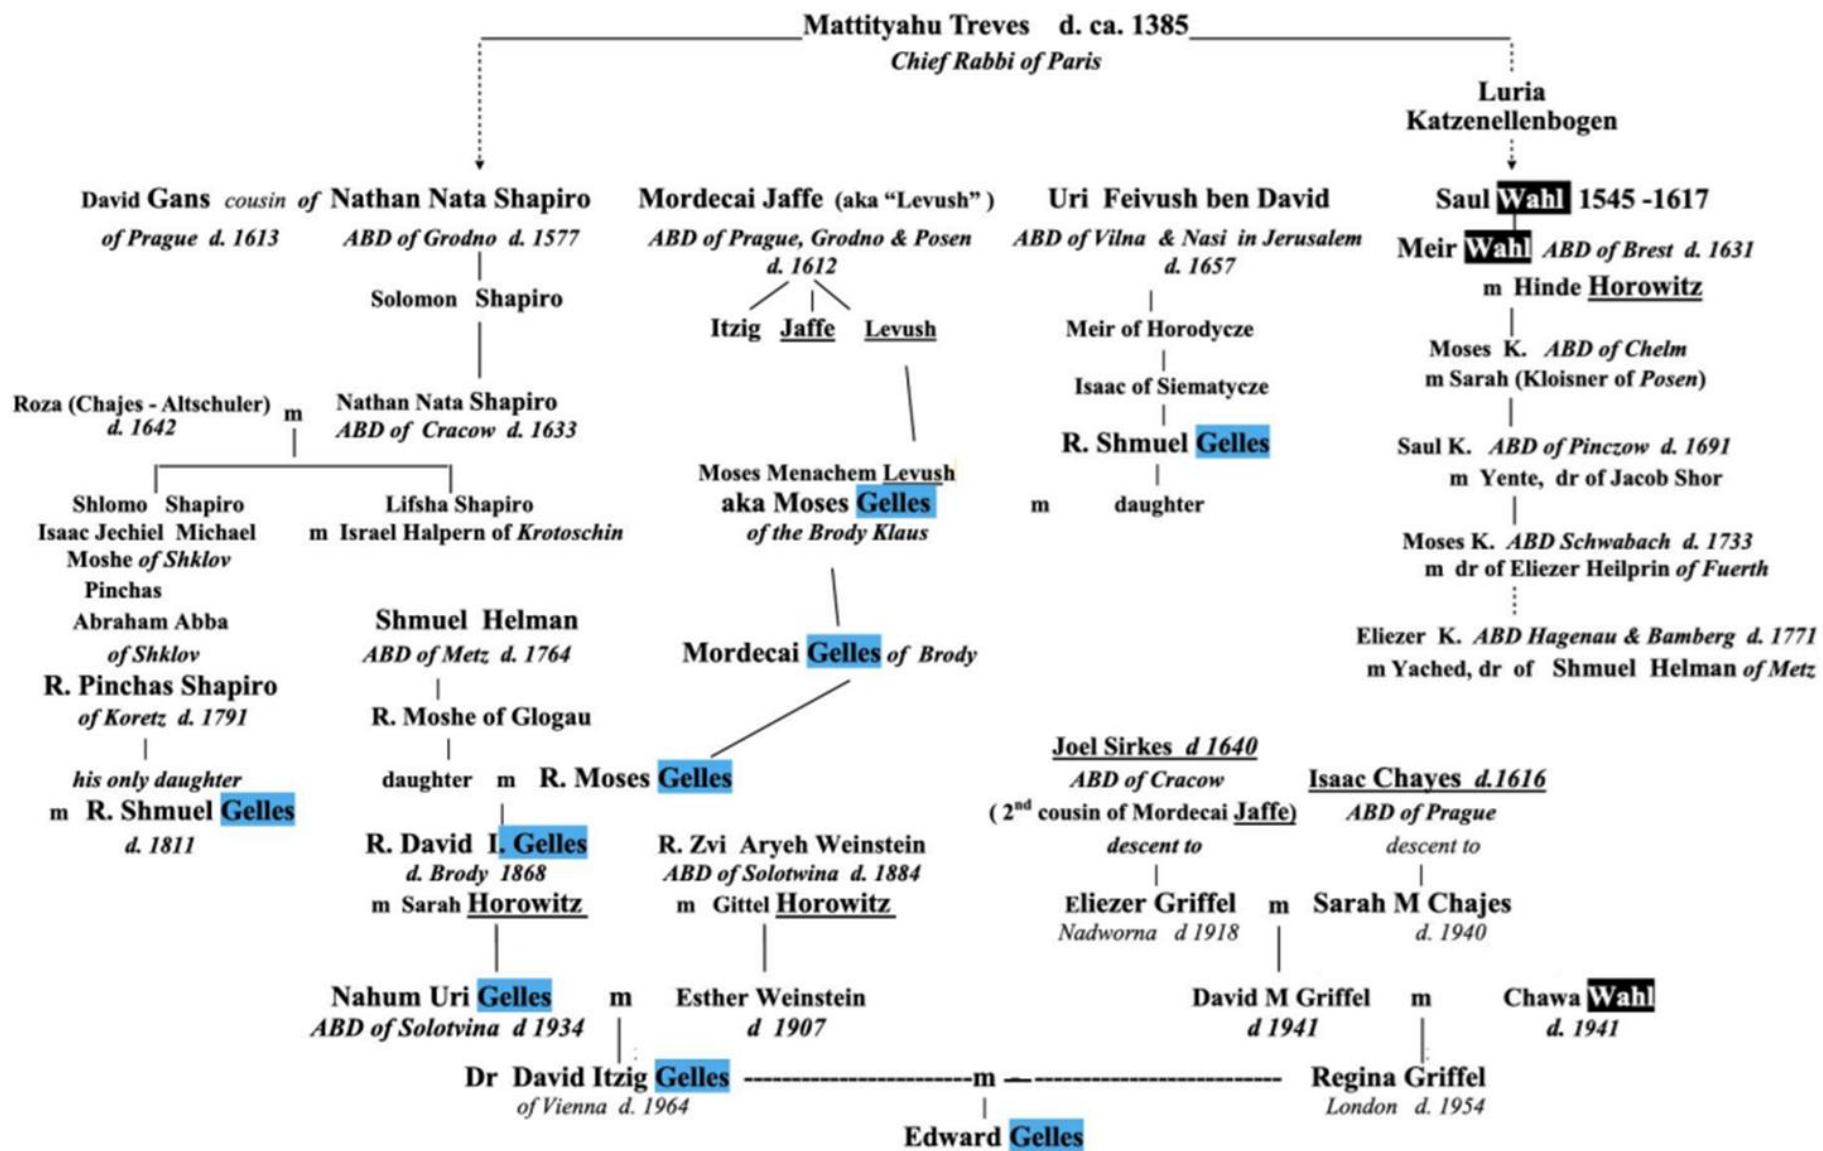 Mattityahu Treves d. ca. 1385
Chief Rabbi of Paris
Luria
Katzenellenbogen
David Gans cousin of Nathan Nata Shapiro
of Prague d. 1613 ABD of Grodno d. 1577
Solomon Shapiro
Roza (Chajes - Altschuler) m Nathan Nata Shapiro
d. 1642 ABD of Cracow d. 1633
Shlomo Shapiro
Isaac Jechiel Michael
Moshe of Shklov
Pinchas
Abraham Abba
of Shklov
R. Pinchas Shapiro
of Koretz d. 1791
his only daughter
m R. Shmuel Gelles
d. 1811
Lifsha Shapiro
m Israel Halpern of Krotoschin
Shmuel Helman
ABD of Metz d. 1764
R. Moshe of Glogau
daughter m R. Moses Gelles
R. David I. Gelles
d. Brody 1868
m Sarah Horowitz
Mordecai Jaffe (aka “Levush” )
ABD of Prague, Grodno & Posen
d. 1612
Itzig Jaffe Levush
Moses Menachem Levush
aka Moses Gelles
of the Brody Klaus
Mordecai Gelles of Brody
R. Zvi Aryeh Weinstein
ABD of Solotwina d. 1884
m Gittel Horowitz
Uri Feivush ben David
ABD of Vilna & Nasi in Jerusalem
d. 1657
Meir of Horodycze
Isaac of Siematycze
R. Shmuel Gelles
m daughter
Saul Wahl 1545 -1617
Meir Wahl ABD of Brest d. 1631
m Hinde Horowitz
Moses K. ABD of Chelm
m Sarah (Kloisner of Posen)
Saul K. ABD of Pinczow d. 1691
m Yente, dr of Jacob Shor
Moses K. ABD Schwabach d. 1733
m dr of Eliezer Heilprin of Fuerth
Eliezer K. ABD Hagenau & Bamberg d. 1771
m Yached, dr of Shmuel Helman of Metz
Joel Sirkes d 1640
ABD of Cracow
( 2nd cousin of Mordecai Jaffe)
descent to
Isaac Chayes d.1616
ABD of Prague
descent to
Eliezer Griffel m Sarah M Chajes
Nadworna d 1918 d. 1940
Nahum Uri Gelles m Esther Weinstein
ABD of Solotvina d 1934 d 1907
David M Griffel m Chawa Wahl
d 1941 d. 1941
Dr David Itzig Gelles m Regina Griffel
of Vienna d. 1964 London d. 1954
Edward Gelles